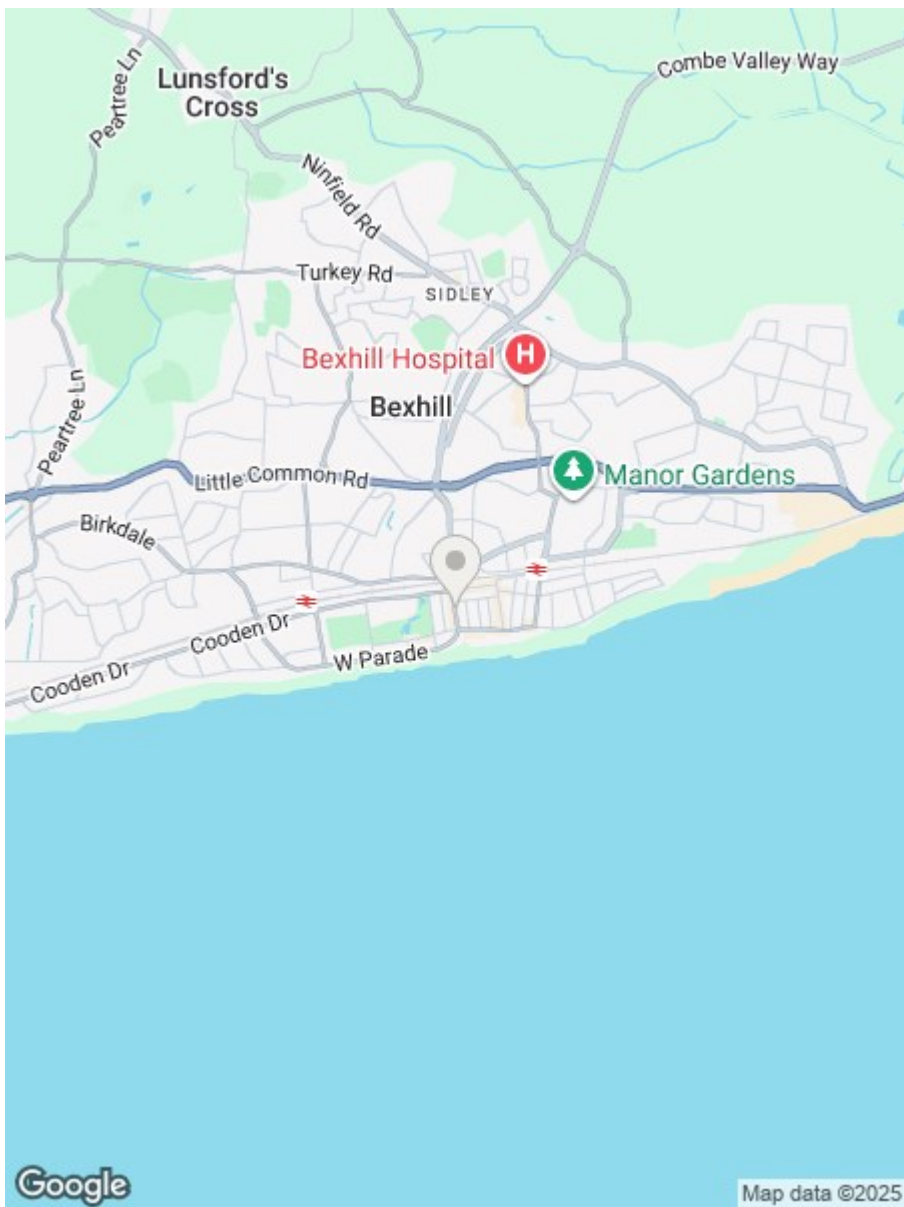 Combe Valley Way
Lunsford's
Cross
Peartree Ln
Ninfield Rd
Turkey Rd
SIDLEY
Bexhill Hospital
H
Bexhill
Peartree Ln
Little Common Rd
Manor Gardens
Birkdale
Cooden Dr
W Parade
Cooden Dr
Google
Map data ©2025